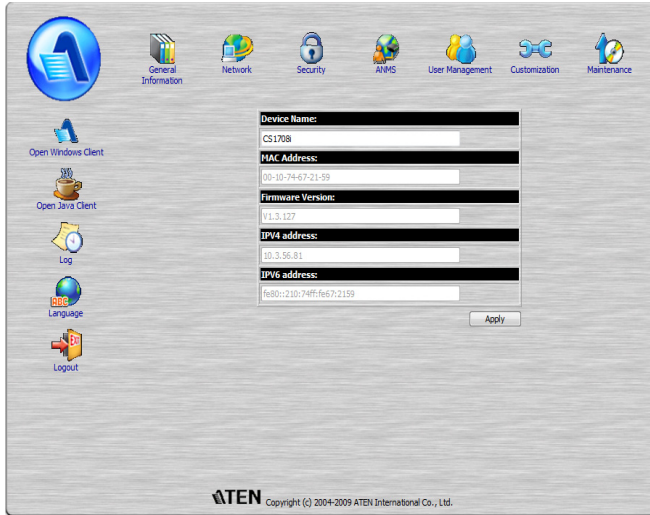 General
Information
Network
Security
ANMS
User Management
Customization
Maintenance
Open Windows Client
Open Java Client
Log
ABC
Language
EXIT
Logout
Device Name:
CS1708i
MAC Address:
00-10-74-67-21-59
Firmware Version:
V1.3.127
IPV4 address:
10.3.56.81
IPV6 address:
fe80::210:74ff:fe67:2159
Apply
ATEN Copyright (c) 2004-2009 ATEN International Co., Ltd.